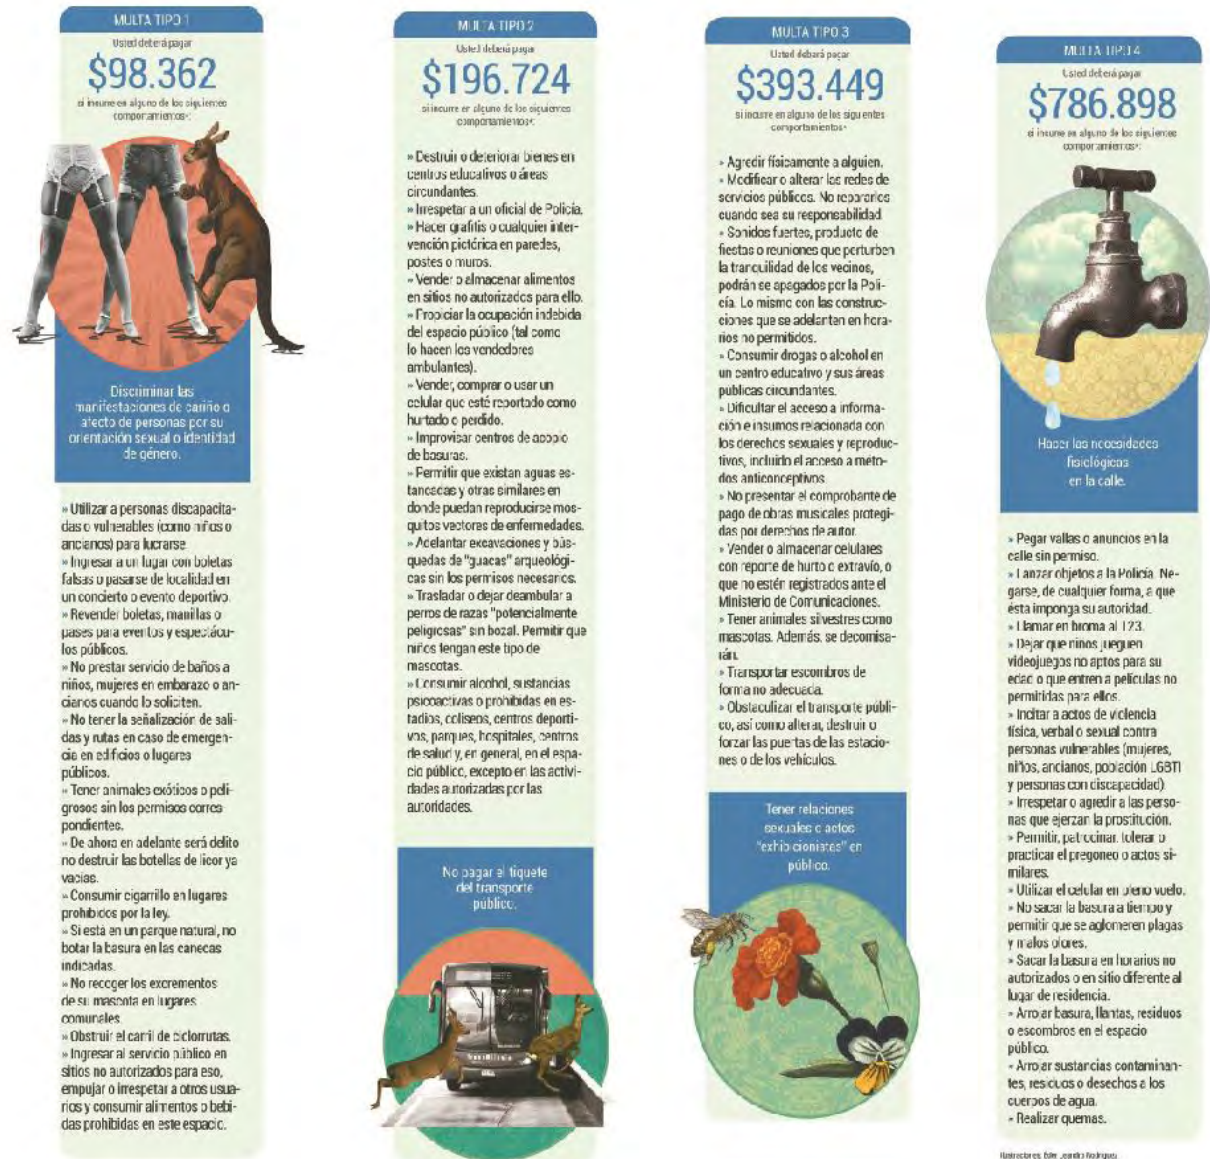 MULTA TIPO 1
Usted deberá pagar
$98.362
si incurre en alguno de los siguientes
comportamientos*:
Discriminar las
manifestaciones de cariño o
afecto de personas por su
orientación sexual o identidad
de género.
» Utilizar a personas discapacita-
das o vulnerables (como niños o
ancianos) para lucrarse
» Ingresar a un lugar con boletas
falsas o pasarse de localidad en
un concierto o evento deportivo.
» Revender boletas, manillas o
pases para eventos y espectácu-
los públicos.
» No prestar servicio de baños a
niños, mujeres en embarazo o an-
cianos cuando lo soliciten.
» No tener la señalización de sali-
das y rutas en caso de emergen-
cia en edificios o lugares
públicos.
» Tener animales exóticos o peli-
grosos sin los permisos corres
pondientes.
» De ahora en adelante será delito
no destruir las botellas de licor ya
vacías.
» Consumir cigarrillo en lugares
prohibidos por la ley.
» Si está en un parque natural, no
botar la basura en las canecas
indicadas.
» No recoger los excrementos
de su mascota en lugares
comunales.
» Obstruir el carril de ciclorrutas.
» Ingresar al servicio público en
sitios no autorizados para eso,
empujar o irrespetar a otros usua-
rios y consumir alimentos o bebi-
das prohibidas en este espacio.
MULTA TIPO 2
Usted deberá pagar
$196.724
si incurre en alguno de los siguientes
comportamientos*:
» Destruir o deteriorar bienes en
centros educativos o áreas
circundantes.
» Irrespetar a un oficial de Policía.
» Hacer grafitis o cualquier inter-
vención pictórica en paredes,
postes o muros.
» Vender o almacenar alimentos
en sitios no autorizados para ello.
» Propiciar la ocupación indebida
del espacio público (tal como
lo hacen los vendedores
ambulantes).
» Vender, comprar o usar un
celular que esté reportado como
hurtado o perdido.
» Improvisar centros de acopio
de basuras.
» Permitir que existan aguas es-
tancadas y otras similares en
donde puedan reproducirse mos-
quitos vectores de enfermedades.
» Adelantar excavaciones y bús-
quedas de "guacas" arqueológi-
cas sin los permisos necesarios.
» Trasladar o dejar deambular a
perros de razas "potencialmente
peligrosas" sin bozal. Permitir que
niños tengan este tipo de
mascotas.
» Consumir alcohol, sustancias
psicoactivas o prohibidas en es-
tadios, coliseos, centros deporti-
vos, parques, hospitales, centros
de salud y, en general, en el espa-
cio público, excepto en las activi-
dades autorizadas por las
autoridades.
No pagar el tiquete
del transporte
público.
MULTA TIPO 3
Usted deberá pagar
$393.449
si incurre en alguno de los siguientes
comportamientos*
» Agredir físicamente a alguien.
» Modificar o alterar las redes de
servicios públicos. No repararlos
cuando sea su responsabilidad
» Sonidos fuertes, producto de
fiestas o reuniones que perturben
la tranquilidad de los vecinos,
podrán se apagados por la Poli-
cía. Lo mismo con las construc-
ciones que se adelanten en hora-
rios no permitidos.
» Consumir drogas o alcohol en
un centro educativo y sus áreas
públicas circundantes.
» Dificultar el acceso a informa-
ción e insumos relacionada con
los derechos sexuales y reproduc-
tivos, incluido el acceso a méto-
dos anticonceptivos
» No presentar el comprobante de
pago de obras musicales protegi-
das por derechos de autor.
» Vender o almacenar celulares
con reporte de hurto o extravío, o
que no estén registrados ante el
Ministerio de Comunicaciones.
» Tener animales silvestres como
mascotas. Además, se decomisa-
rán.
» Transportar escombros de
forma no adecuada.
» Obstaculizar el transporte públi-
co, así como alterar, destruir o
forzar las puertas de las estacio-
nes o de los vehículos.
Tener relaciones
sexuales o actos
"exhibicionistas" en
público.
MULTA TIPO 4
Usted deberá pagar
$786.898
si incurre en alguno de los siguientes
comportamientos*:
Hacer las necesidades
fisiológicas
en la calle.
» Pegar vallas o anuncios en la
calle sin permiso.
» Lanzar objetos a la Policía. Ne-
garse, de cualquier forma, a que
ésta imponga su autoridad.
» Llamar en broma al 123.
» Dejar que niños jueguen
videojuegos no aptos para su
edad o que entren a películas no
permitidas para ellos.
» Incitar a actos de violencia
física, verbal o sexual contra
personas vulnerables (mujeres,
niños, ancianos, población LGBTI
y personas con discapacidad)
» Irrespetar o agredir a las perso-
nas que ejerzan la prostitución.
» Permitir, patrocinar, tolerar o
practicar el pregoneo o actos si-
milares.
» Utilizar el celular en pleno vuelo.
» No sacar la basura a tiempo y
permitir que se aglomeren plagas
y malos olores.
» Sacar la basura en horarios no
autorizados o en sitio diferente al
lugar de residencia.
» Arrojar basura, llantas, residuos
o escombros en el espacio
público.
» Arrojar sustancias contaminan-
tes, residuos o desechos a los
cuerpos de agua.
» Realizar quemas.
Ilustraciones: Éder Leandro Rodríguez